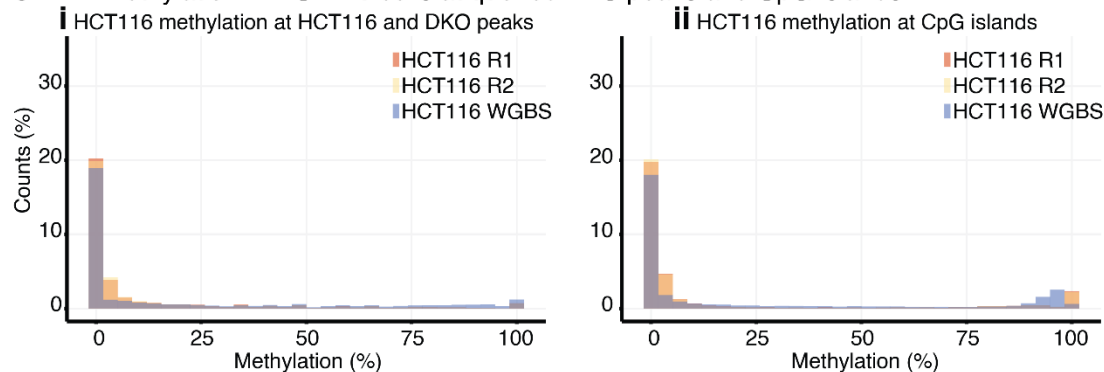 i HCT116 methylation at HCT116 and DKO peaks
HCT116 R1
HCT116 R2
HCT116 WGBS
Counts (%)
30
20
10
0
0 25 50 75 100
Methylation (%)
ii HCT116 methylation at CpG islands
HCT116 R1
HCT116 R2
HCT116 WGBS
30
20
10
0
0 25 50 75 100
Methylation (%)